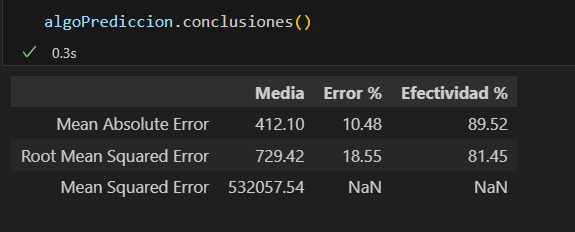 algoPrediccion.conclusiones()
0.3s
Media Error % Efectividad %
Mean Absolute Error 412.10 10.48 89.52
Root Mean Squared Error 729.42 18.55 81.45
Mean Squared Error 532057.54 NaN NaN